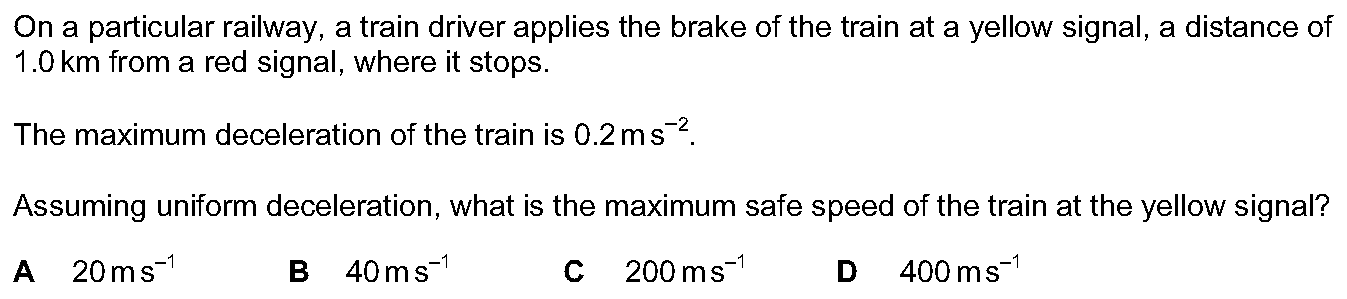 On a particular railway, a train driver applies the brake of the train at a yellow signal, a distance of
1.0 km from a red signal, where it stops.
The maximum deceleration of the train is 0.2 m s⁻².
Assuming uniform deceleration, what is the maximum safe speed of the train at the yellow signal?
A 20 m s⁻¹ B 40 m s⁻¹ C 200 m s⁻¹ D 400 m s⁻¹